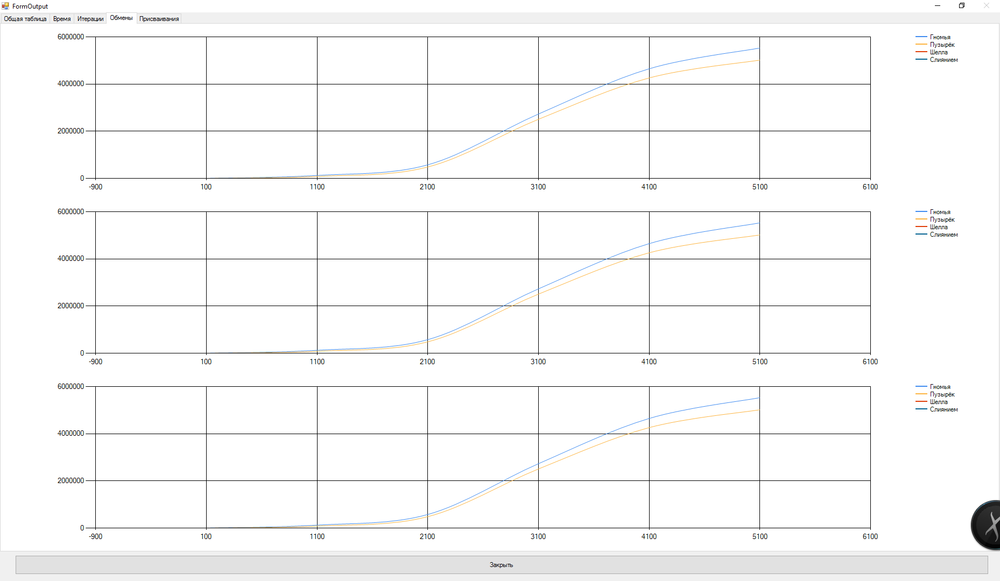 FormOutput
Общая таблица Время Итерации Обмены Присваивания
6000000
4000000
2000000
0
-900 100 1100 2100 3100 4100 5100 6100
Гномья
Пузырёк
Шелла
Слиянием
6000000
4000000
2000000
0
-900 100 1100 2100 3100 4100 5100 6100
Гномья
Пузырёк
Шелла
Слиянием
6000000
4000000
2000000
0
-900 100 1100 2100 3100 4100 5100 6100
Гномья
Пузырёк
Шелла
Слиянием
Закрыть